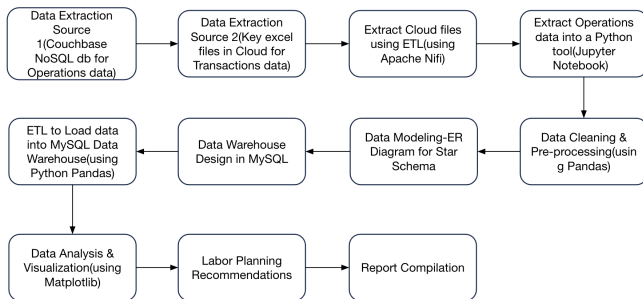 Data Extraction
Source
1(Couchbase
NoSQL db for
Operations data)
Data Extraction
Source 2(Key excel
files in Cloud for
Transactions data)
Extract Cloud files
using ETL(using
Apache Nifi)
Extract Operations
data into a Python
tool(Jupyter
Notebook)
Data Cleaning &
Pre-processing(usin
g Pandas)
Data Modeling-ER
Diagram for Star
Schema
Data Warehouse
Design in MySQL
ETL to Load data
into MySQL Data
Warehouse(using
Python Pandas)
Data Analysis &
Visualization(using
Matplotlib)
Labor Planning
Recommendations
Report Compilation